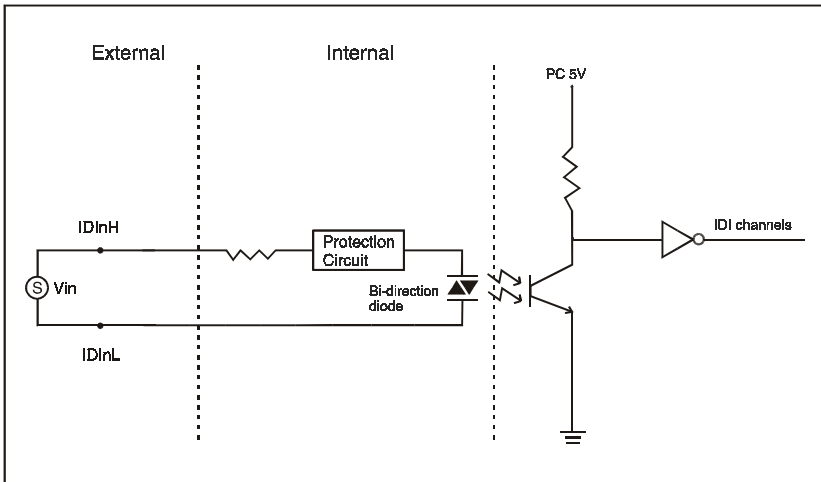 External
Internal
PC 5V
IDInH
Protection
Circuit
IDI channels
S
Vin
Bi-direction
diode
IDInL